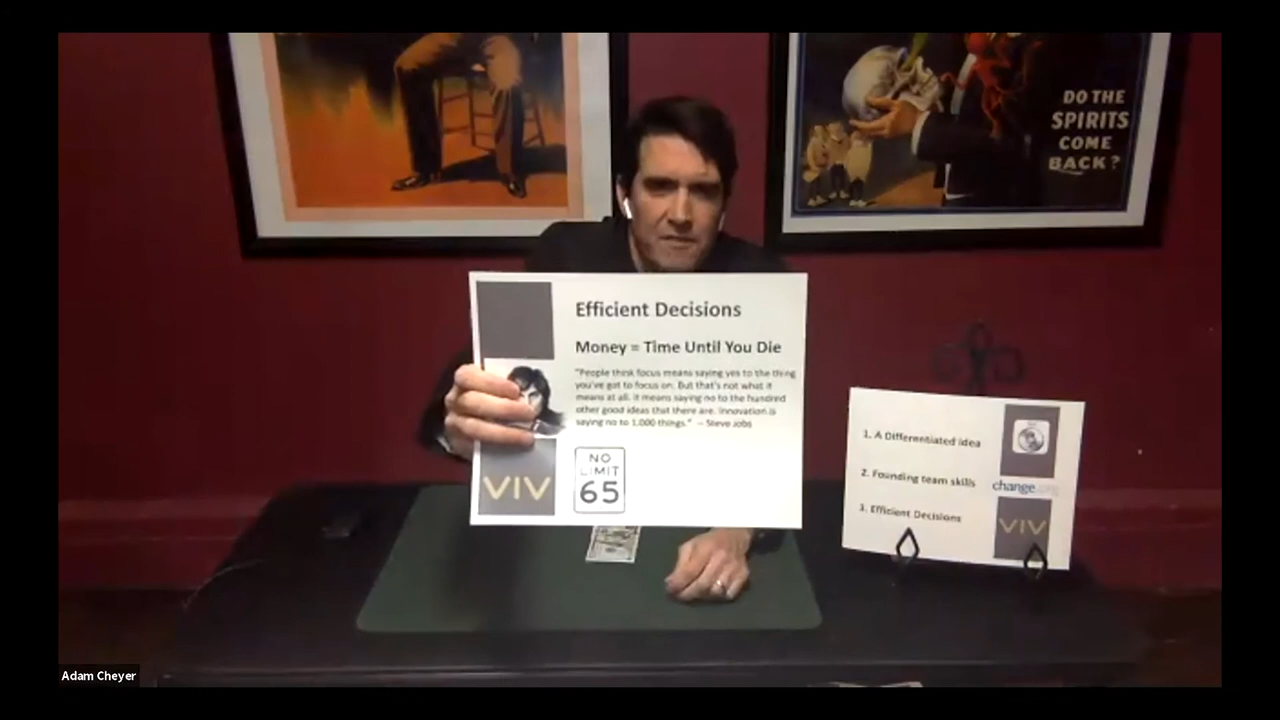 DO THE
SPIRITS
COME
BACK?
Efficient Decisions
Money = Time Until You Die
"People think focus means saying yes to the thing
you've got to focus on. But that's not what it
means at all. It means saying no to the hundred
other good ideas that there are. Innovation is
saying no to 1,000 things." – Steve Jobs
VIV
NO
LIMIT
65
1. A Differentiated Idea
2. Founding team skills
change.org
3. Efficient Decisions
VIV
Adam Cheyer